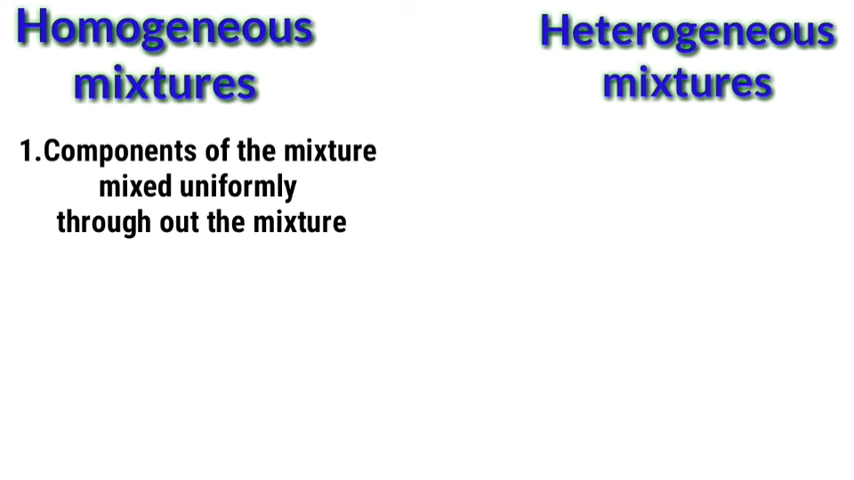 Homogeneous
mixtures
Heterogeneous
mixtures
1.Components of the mixture
mixed uniformly
through out the mixture